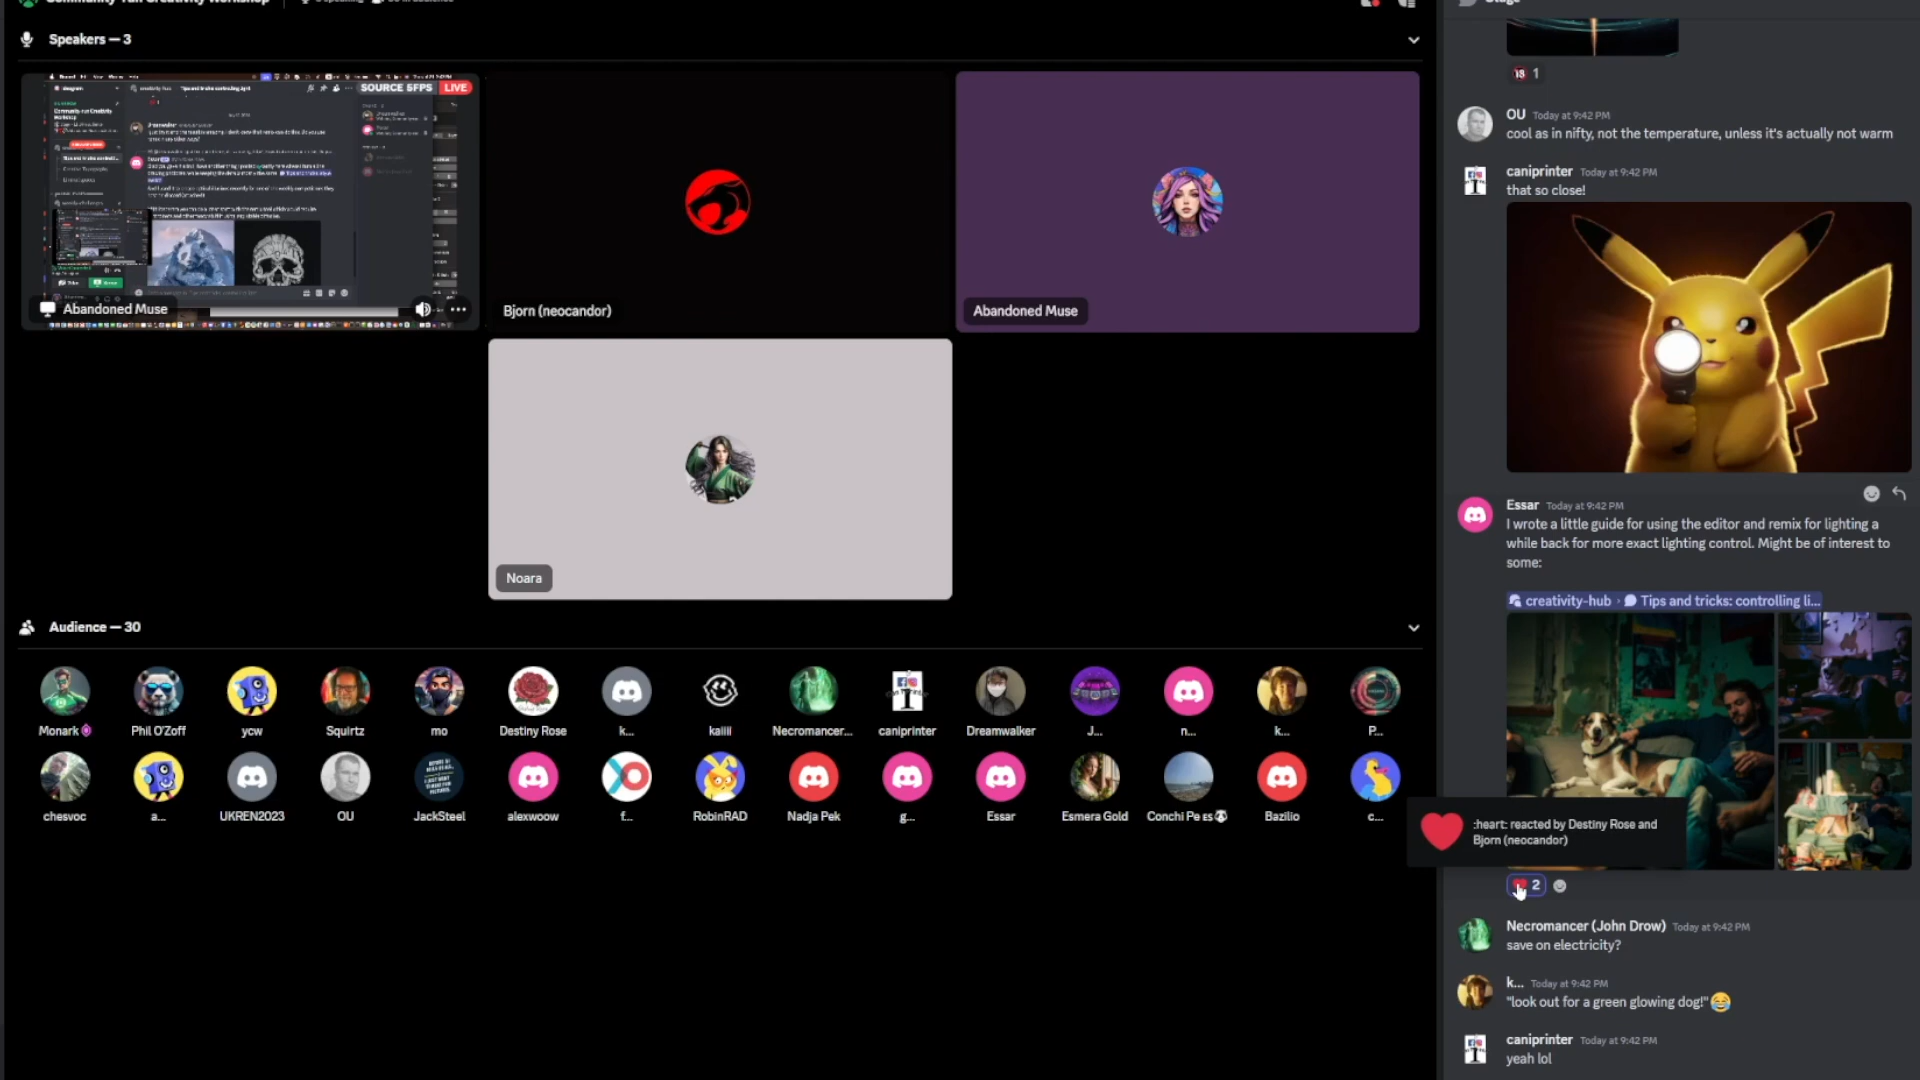 Community-run Creativity Workshop
Speakers — 3
SOURCE 5FPS LIVE
Abandoned Muse
Bjorn (neocandor)
Abandoned Muse
Noara
Audience — 30
Monark
Phil O'Zoff
ycw
Squirtz
mo
Destiny Rose
k...
kaiiii
Necromancer...
caniprinter
Dreamwalker
J...
n...
k...
P...
chesvoc
a...
UKREN2023
OU
JackSteel
alexwoow
f...
RobinRAD
Nadja Pek
g...
Essar
Esmera Gold
Conchi Pe
Bazilio
c...
Stage
1
OU Today at 9:42 PM
cool as in nifty, not the temperature, unless it's actually not warm
caniprinter Today at 9:42 PM
that so close!
Essar Today at 9:42 PM
I wrote a little guide for using the editor and remix for lighting a
while back for more exact lighting control. Might be of interest to
some:
creativity-hub › Tips and tricks: controlling li...
:heart: reacted by Destiny Rose and
Bjorn (neocandor)
2
Necromancer (John Drow) Today at 9:42 PM
save on electricity?
k... Today at 9:42 PM
"look out for a green glowing dog!"😂
caniprinter Today at 9:42 PM
yeah lol